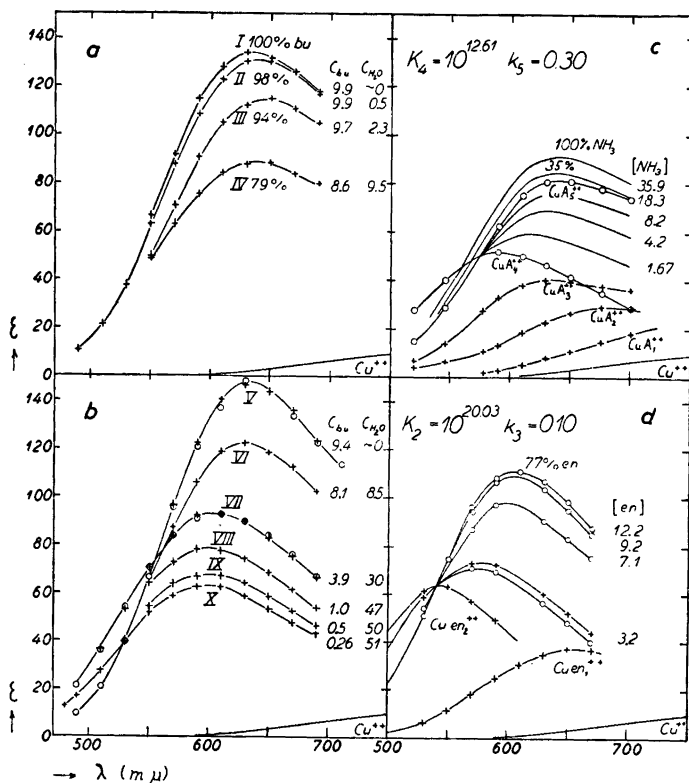 a
I 100% bu
II 98%
III 94%
IV 79%
C_bu C_H2O
9.9 ~0
9.9 0.5
9.7 2.3
8.6 9.5
Cu++
140
120
100
80
60
40
20
0
ε
c
K4 = 10^12.61 k5 = 0.30
100% NH3
35%
[NH3]
35.9
18.3
8.2
4.2
1.67
CuA5++
CuA4++
CuA3++
CuA2++
CuA1++
Cu++
500 600 700
b
V
VI
VII
VIII
IX
X
C_bu C_H2O
9.4 ~0
8.1 8.5
3.9 30
1.0 47
0.5 50
0.26 51
Cu++
140
120
100
80
60
40
20
0
ε
500 600 700
→ λ (mμ)
d
K2 = 10^20.03 k3 = 0.10
77% en
[en]
12.2
9.2
7.1
3.2
Cu en2++
Cu en1++
Cu++